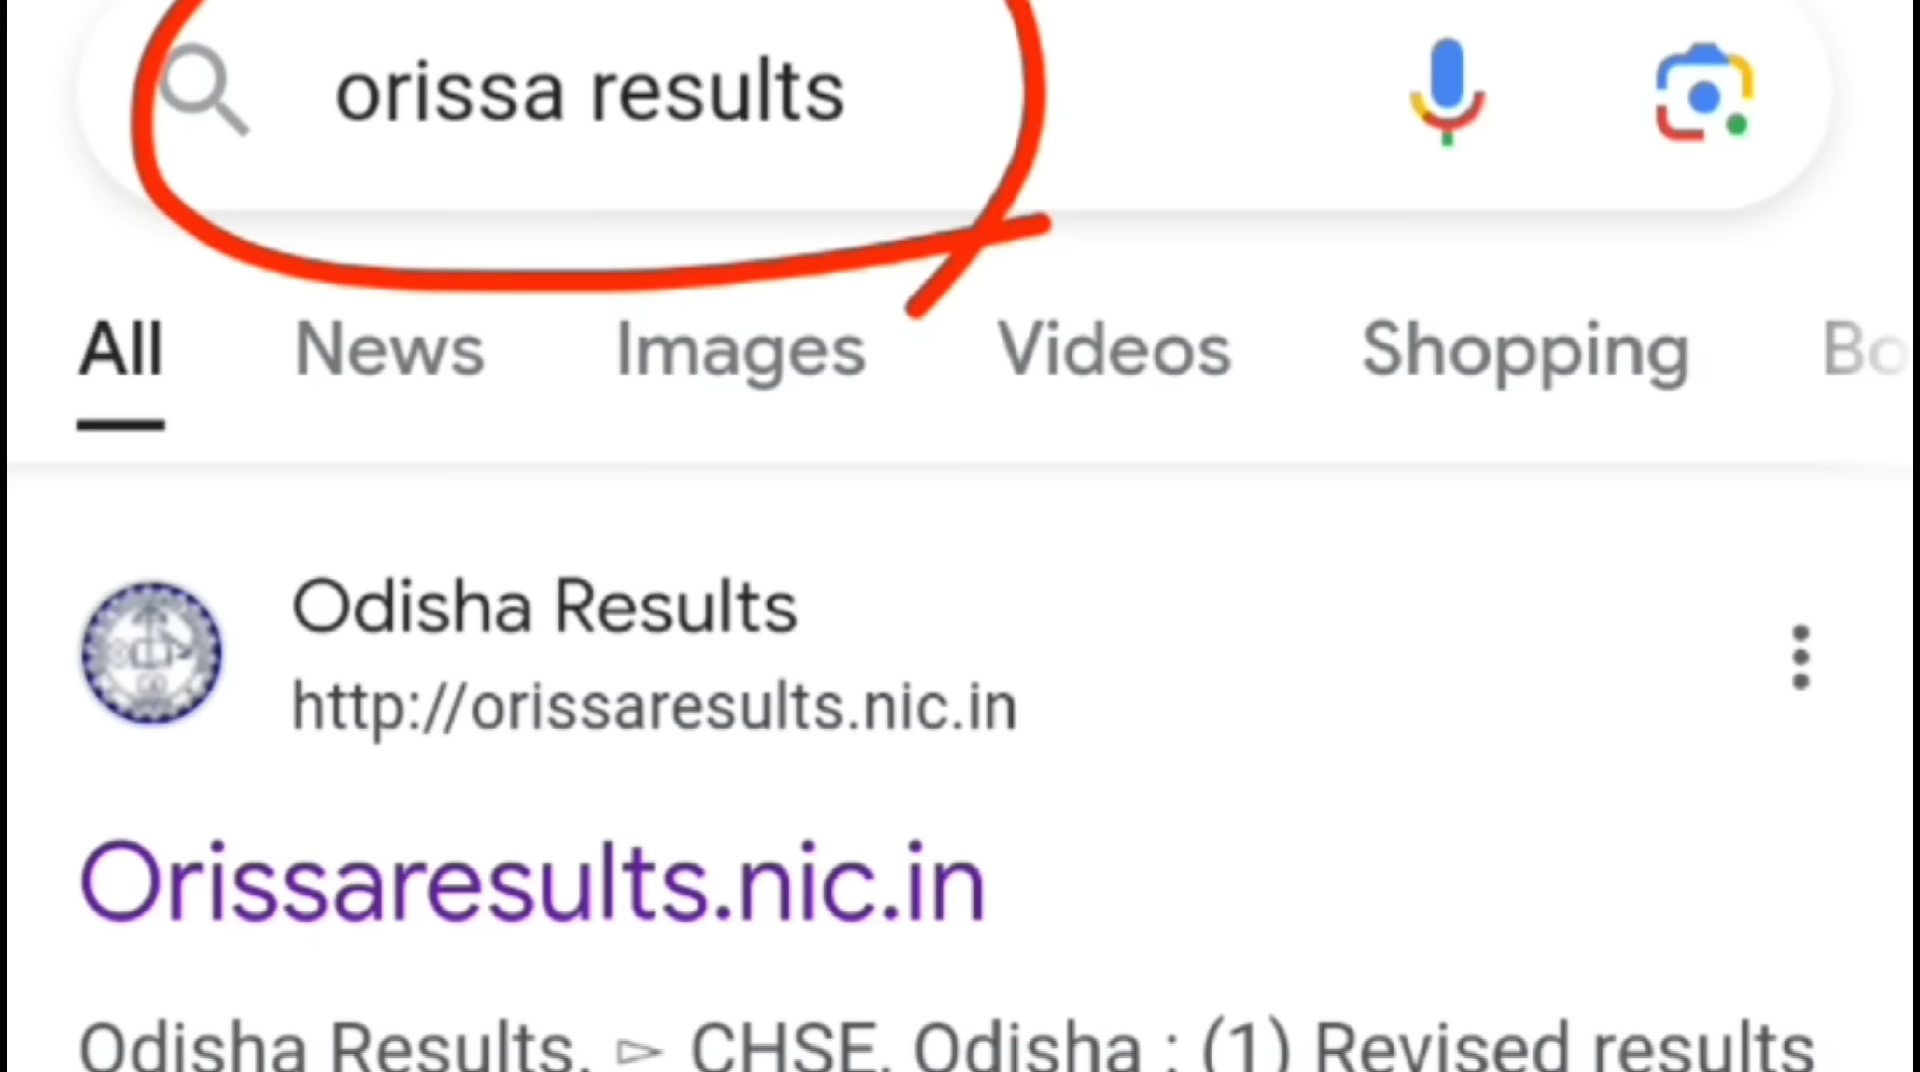 orissa results
All News Images Videos Shopping Bo
Odisha Results
http://orissaresults.nic.in
Orissaresults.nic.in
Odisha Results. ▻ CHSE, Odisha : (1) Revised results